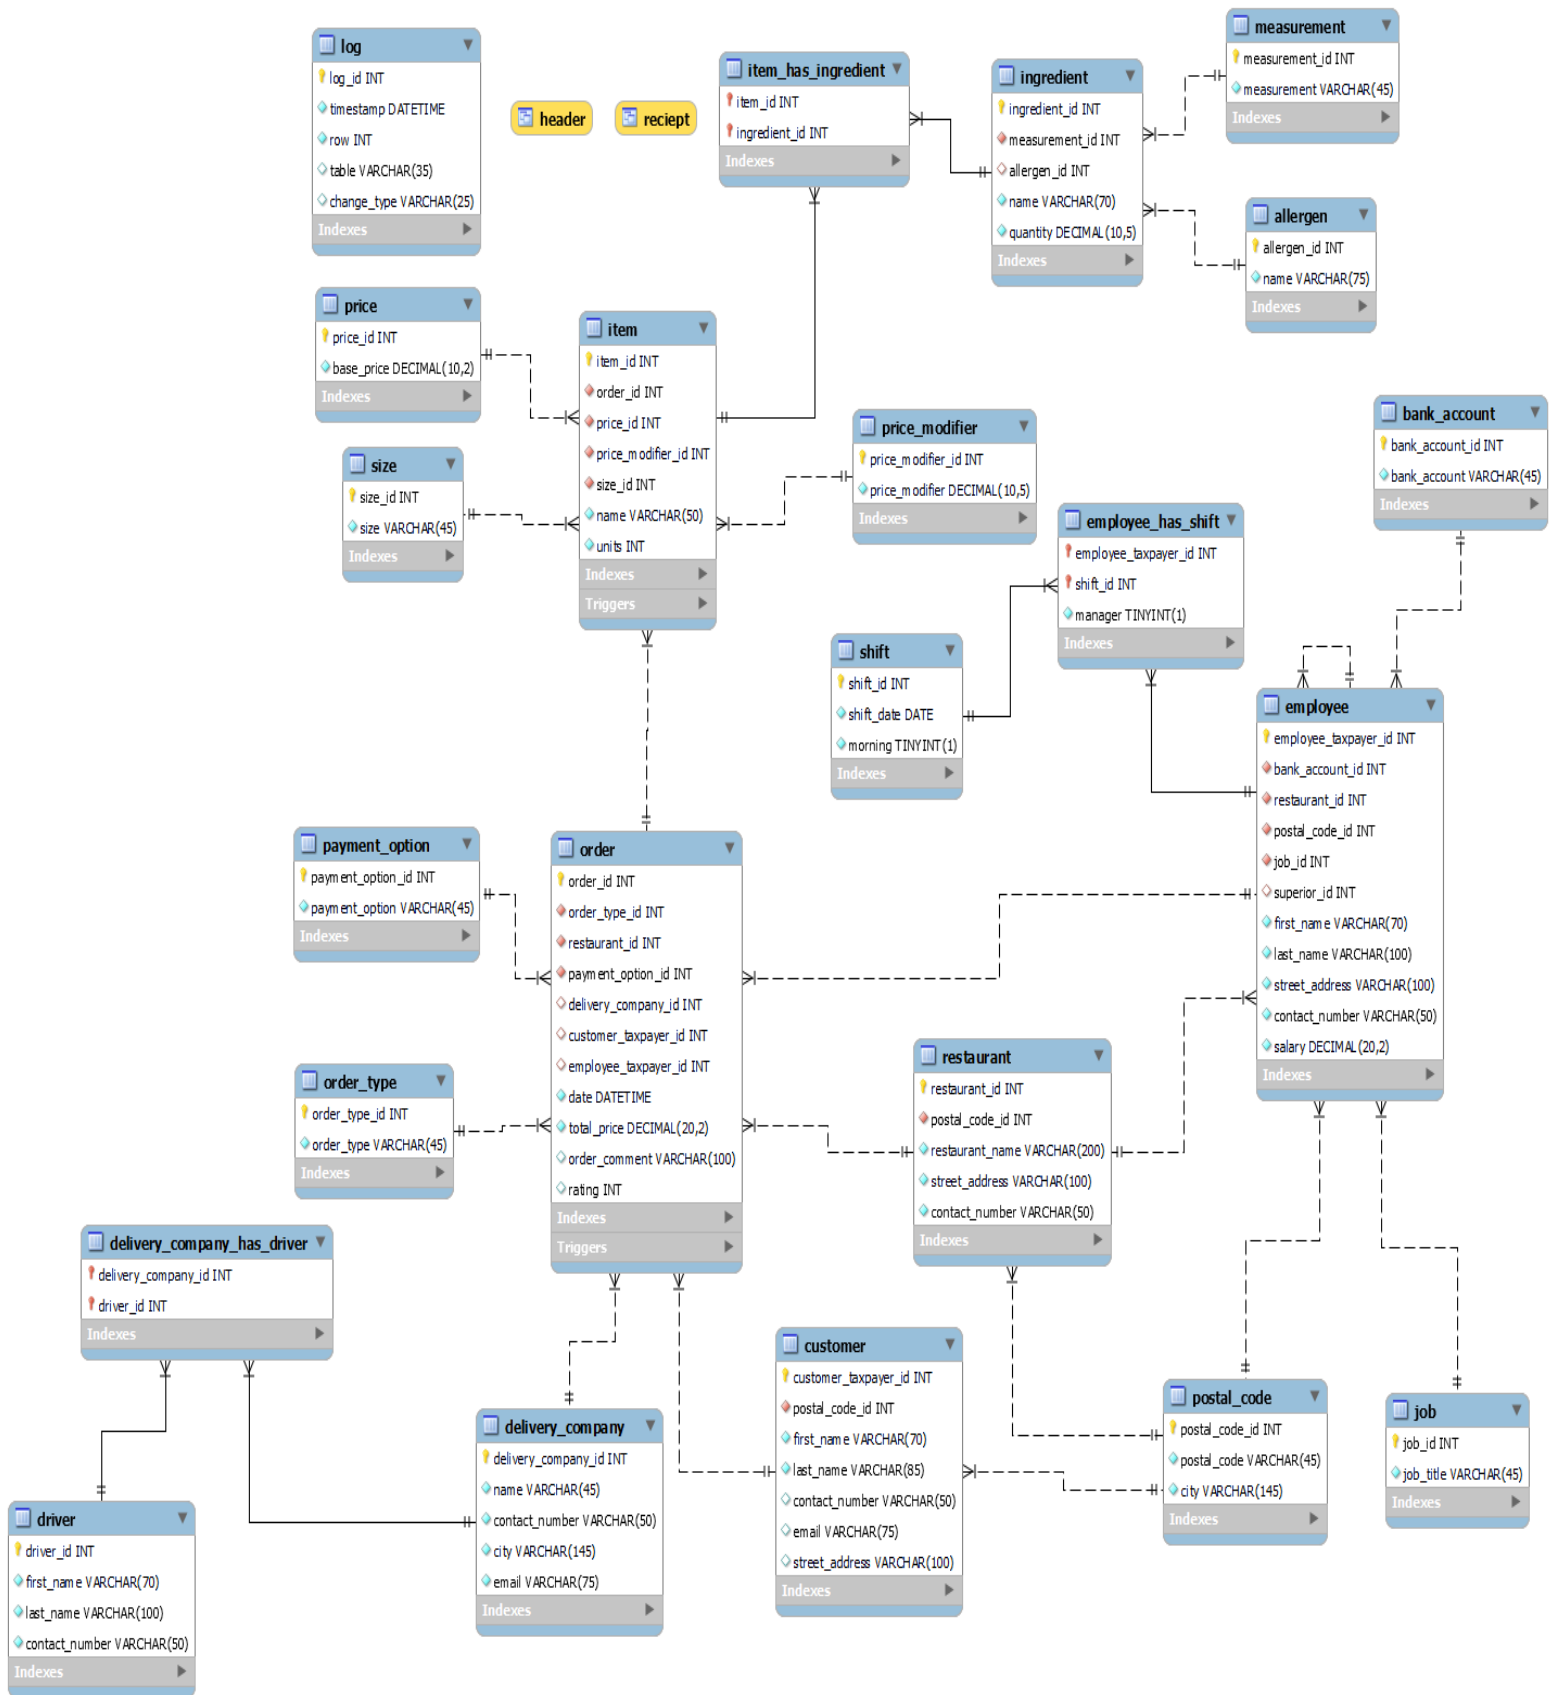 log
log_id INT
timestamp DATETIME
row INT
table VARCHAR(35)
change_type VARCHAR(25)
Indexes
header
reciept
item_has_ingredient
item_id INT
ingredient_id INT
Indexes
ingredient
ingredient_id INT
measurement_id INT
allergen_id INT
name VARCHAR(70)
quantity DECIMAL(10,5)
Indexes
measurement
measurement_id INT
measurement VARCHAR(45)
Indexes
allergen
allergen_id INT
name VARCHAR(75)
Indexes
price
price_id INT
base_price DECIMAL(10,2)
Indexes
item
item_id INT
order_id INT
price_id INT
price_modifier_id INT
size_id INT
name VARCHAR(50)
units INT
Indexes
Triggers
size
size_id INT
size VARCHAR(45)
Indexes
price_modifier
price_modifier_id INT
price_modifier DECIMAL(10,5)
Indexes
bank_account
bank_account_id INT
bank_account VARCHAR(45)
Indexes
employee_has_shift
employee_taxpayer_id INT
shift_id INT
manager TINYINT(1)
Indexes
shift
shift_id INT
shift_date DATE
morning TINYINT(1)
Indexes
employee
employee_taxpayer_id INT
bank_account_id INT
restaurant_id INT
postal_code_id INT
job_id INT
superior_id INT
first_name VARCHAR(70)
last_name VARCHAR(100)
street_address VARCHAR(100)
contact_number VARCHAR(50)
salary DECIMAL(20,2)
Indexes
payment_option
payment_option_id INT
payment_option VARCHAR(45)
Indexes
order
order_id INT
order_type_id INT
restaurant_id INT
payment_option_id INT
delivery_company_id INT
customer_taxpayer_id INT
employee_taxpayer_id INT
date DATETIME
total_price DECIMAL(20,2)
order_comment VARCHAR(100)
rating INT
Indexes
Triggers
order_type
order_type_id INT
order_type VARCHAR(45)
Indexes
restaurant
restaurant_id INT
postal_code_id INT
restaurant_name VARCHAR(200)
street_address VARCHAR(100)
contact_number VARCHAR(50)
Indexes
delivery_company_has_driver
delivery_company_id INT
driver_id INT
Indexes
customer
customer_taxpayer_id INT
postal_code_id INT
first_name VARCHAR(70)
last_name VARCHAR(85)
contact_number VARCHAR(50)
email VARCHAR(75)
street_address VARCHAR(100)
Indexes
postal_code
postal_code_id INT
postal_code VARCHAR(45)
city VARCHAR(145)
Indexes
job
job_id INT
job_title VARCHAR(45)
Indexes
delivery_company
delivery_company_id INT
name VARCHAR(45)
contact_number VARCHAR(50)
city VARCHAR(145)
email VARCHAR(75)
Indexes
driver
driver_id INT
first_name VARCHAR(70)
last_name VARCHAR(100)
contact_number VARCHAR(50)
Indexes